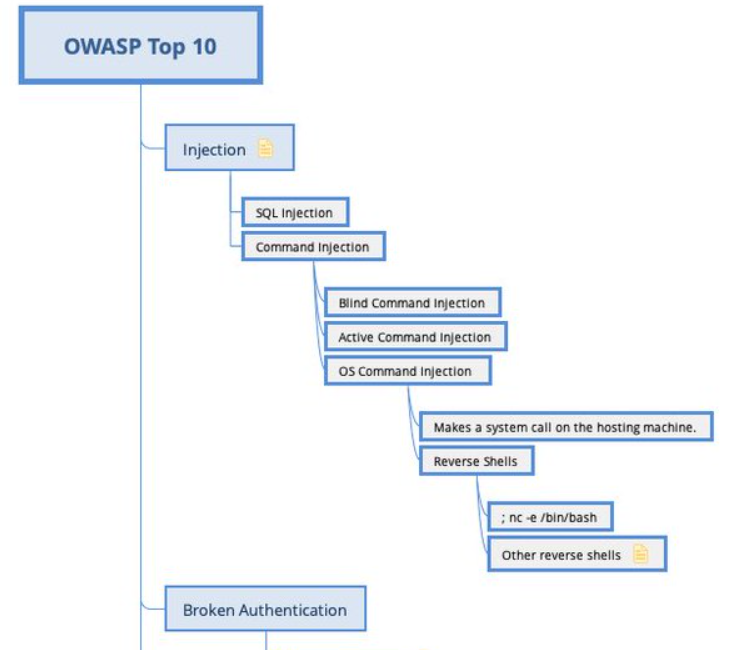 OWASP Top 10
Injection
SQL Injection
Command Injection
Blind Command Injection
Active Command Injection
OS Command Injection
Makes a system call on the hosting machine.
Reverse Shells
; nc -e /bin/bash
Other reverse shells
Broken Authentication